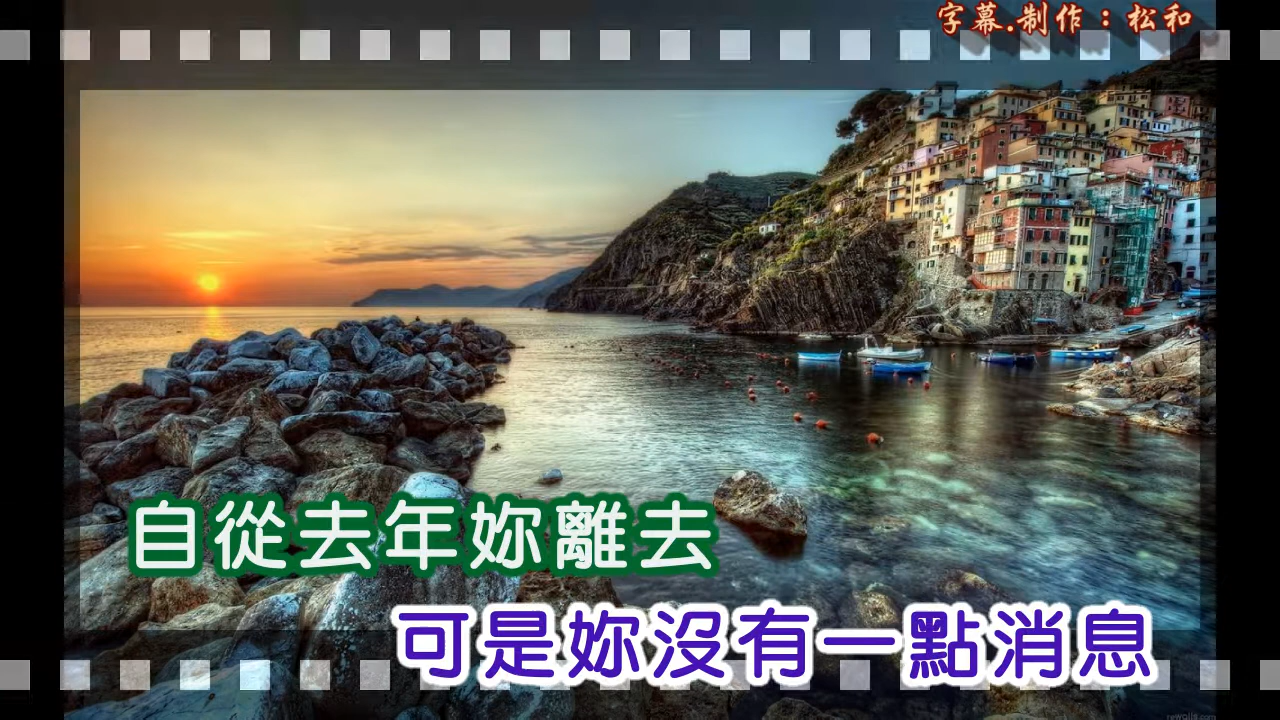 字幕.制作：松和
自從去年妳離去
可是妳沒有一點消息